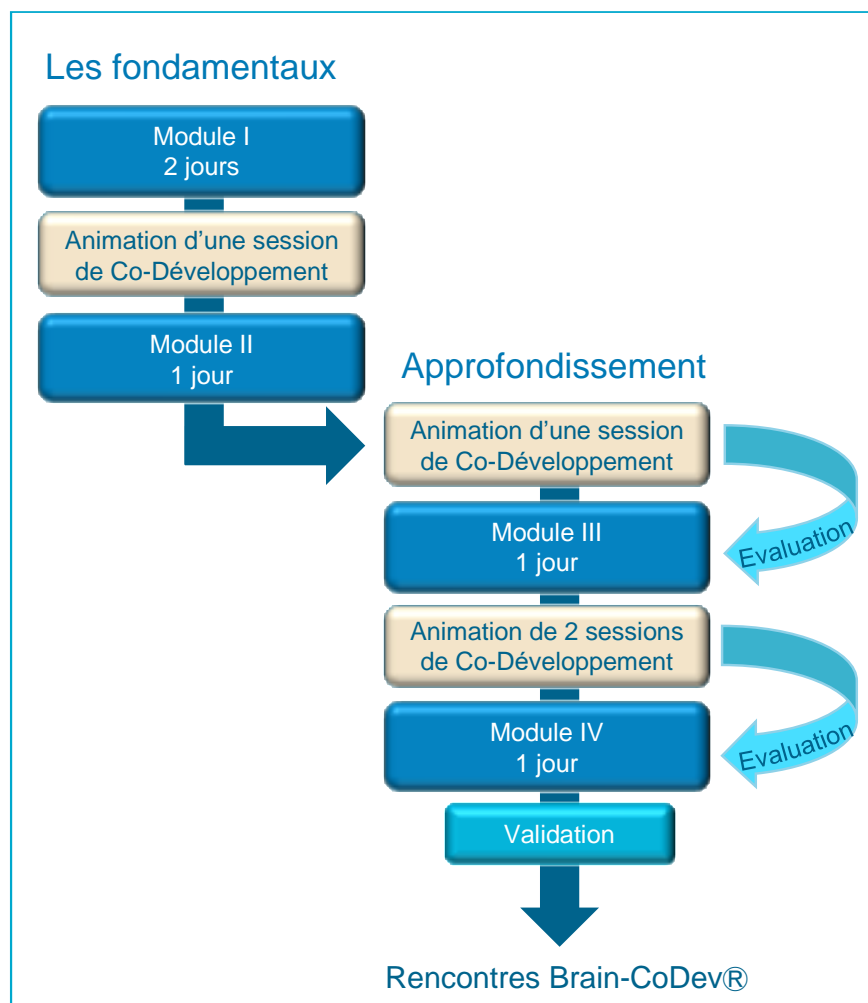 Les fondamentaux
Module I
2 jours
Animation d’une session
de Co-Développement
Module II
1 jour
Approfondissement
Animation d’une session
de Co-Développement
Evaluation
Module III
1 jour
Animation de 2 sessions
de Co-Développement
Evaluation
Module IV
1 jour
Validation
Rencontres Brain-CoDev®